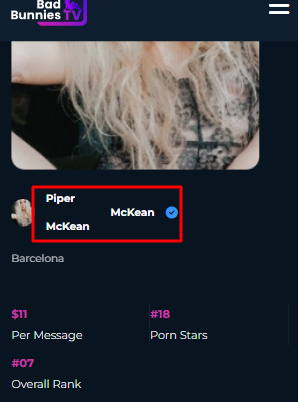 Bad
Bunnies TV
Piper
McKean
McKean
Barcelona
$11
Per Message
#18
Porn Stars
#07
Overall Rank